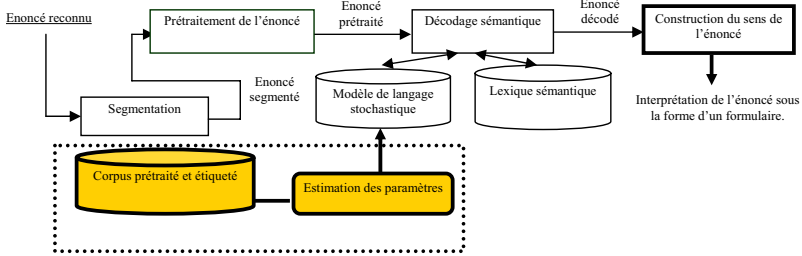 Enoncé reconnu
Prétraitement de l'énoncé
Enoncé
prétraité
Décodage sémantique
Enoncé
décodé
Construction du sens de
l'énoncé
Segmentation
Enoncé
segmenté
Modèle de langage
stochastique
Lexique sémantique
Interprétation de l'énoncé sous
la forme d'un formulaire.
Corpus prétraité et étiqueté
Estimation des paramètres